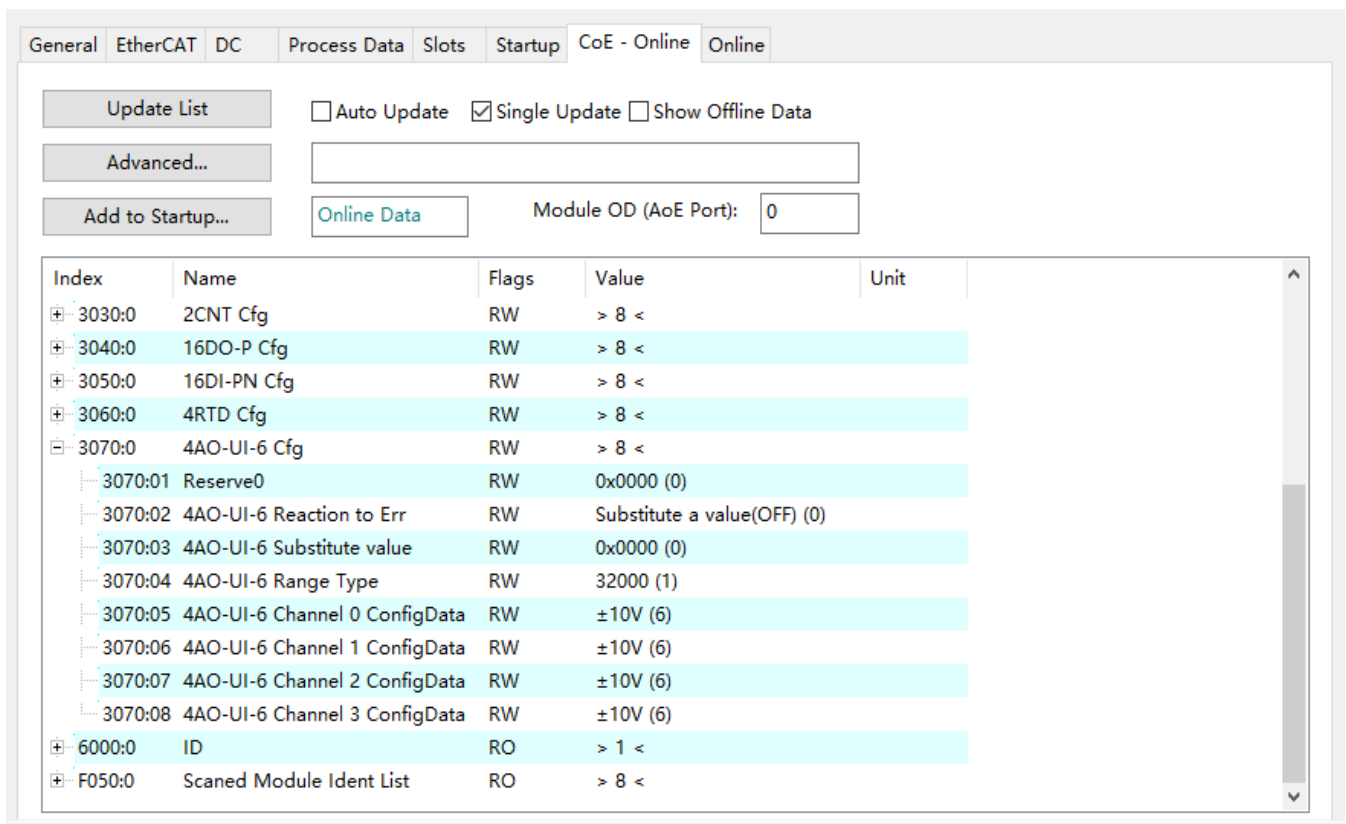 General EtherCAT DC Process Data Slots Startup CoE - Online Online
Update List Auto Update Single Update Show Offline Data
Advanced...
Add to Startup... Online Data Module OD (AoE Port): 0
Index Name Flags Value Unit
3030:0 2CNT Cfg RW > 8 <
3040:0 16DO-P Cfg RW > 8 <
3050:0 16DI-PN Cfg RW > 8 <
3060:0 4RTD Cfg RW > 8 <
3070:0 4AO-UI-6 Cfg RW > 8 <
3070:01 Reserve0 RW 0x0000 (0)
3070:02 4AO-UI-6 Reaction to Err RW Substitute a value(OFF) (0)
3070:03 4AO-UI-6 Substitute value RW 0x0000 (0)
3070:04 4AO-UI-6 Range Type RW 32000 (1)
3070:05 4AO-UI-6 Channel 0 ConfigData RW ±10V (6)
3070:06 4AO-UI-6 Channel 1 ConfigData RW ±10V (6)
3070:07 4AO-UI-6 Channel 2 ConfigData RW ±10V (6)
3070:08 4AO-UI-6 Channel 3 ConfigData RW ±10V (6)
6000:0 ID RO > 1 <
F050:0 Scaned Module Ident List RO > 8 <